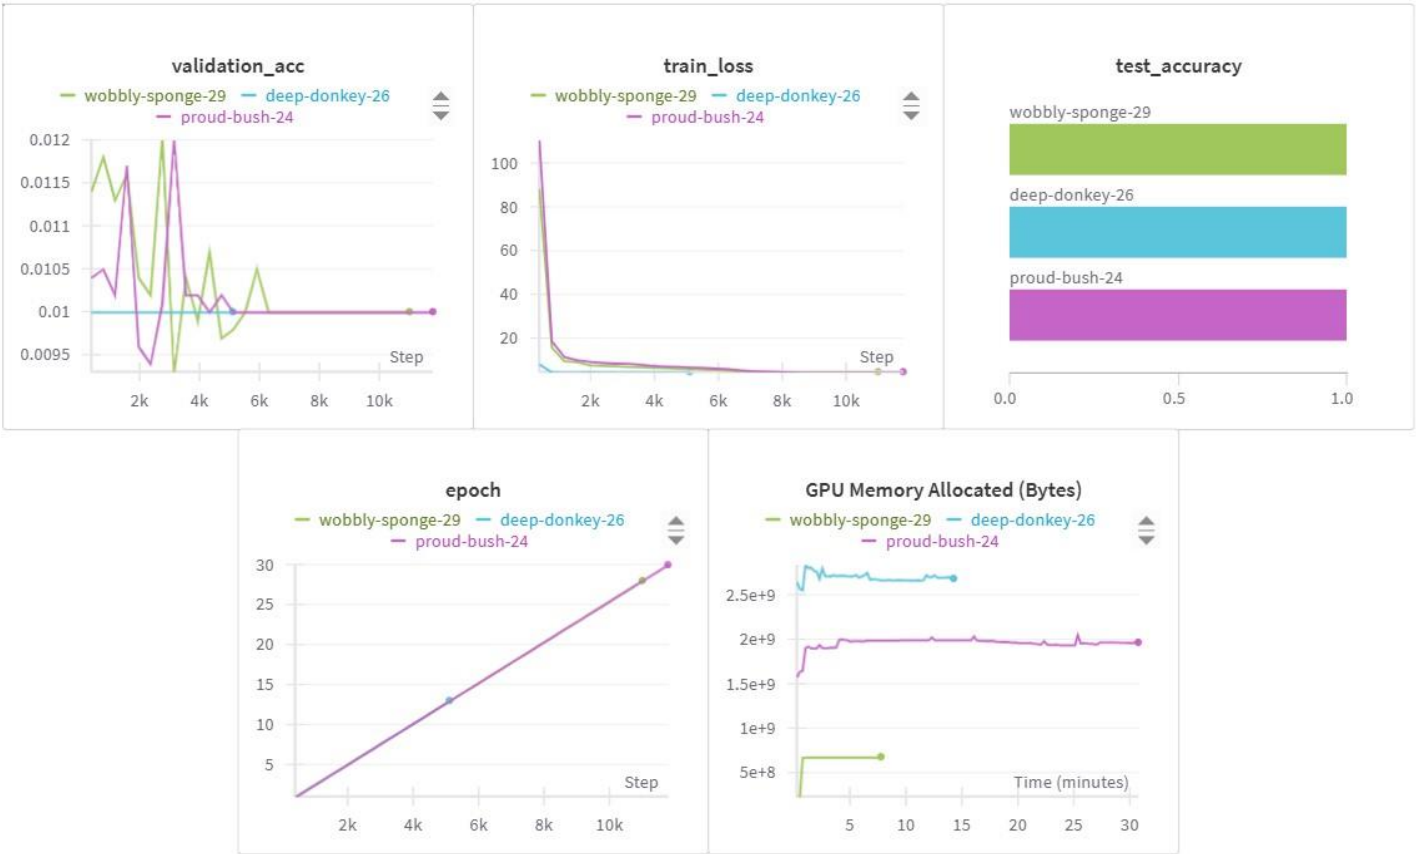 validation_acc
wobbly-sponge-29 deep-donkey-26
proud-bush-24
0.012
0.0115
0.011
0.0105
0.01
0.0095
Step
2k 4k 6k 8k 10k
train_loss
wobbly-sponge-29 deep-donkey-26
proud-bush-24
100
80
60
40
20
Step
2k 4k 6k 8k 10k
test_accuracy
wobbly-sponge-29
deep-donkey-26
proud-bush-24
0.0 0.5 1.0
epoch
wobbly-sponge-29 deep-donkey-26
proud-bush-24
30
25
20
15
10
5
Step
2k 4k 6k 8k 10k
GPU Memory Allocated (Bytes)
wobbly-sponge-29 deep-donkey-26
proud-bush-24
2.5e+9
2e+9
1.5e+9
1e+9
5e+8
Time (minutes)
5 10 15 20 25 30